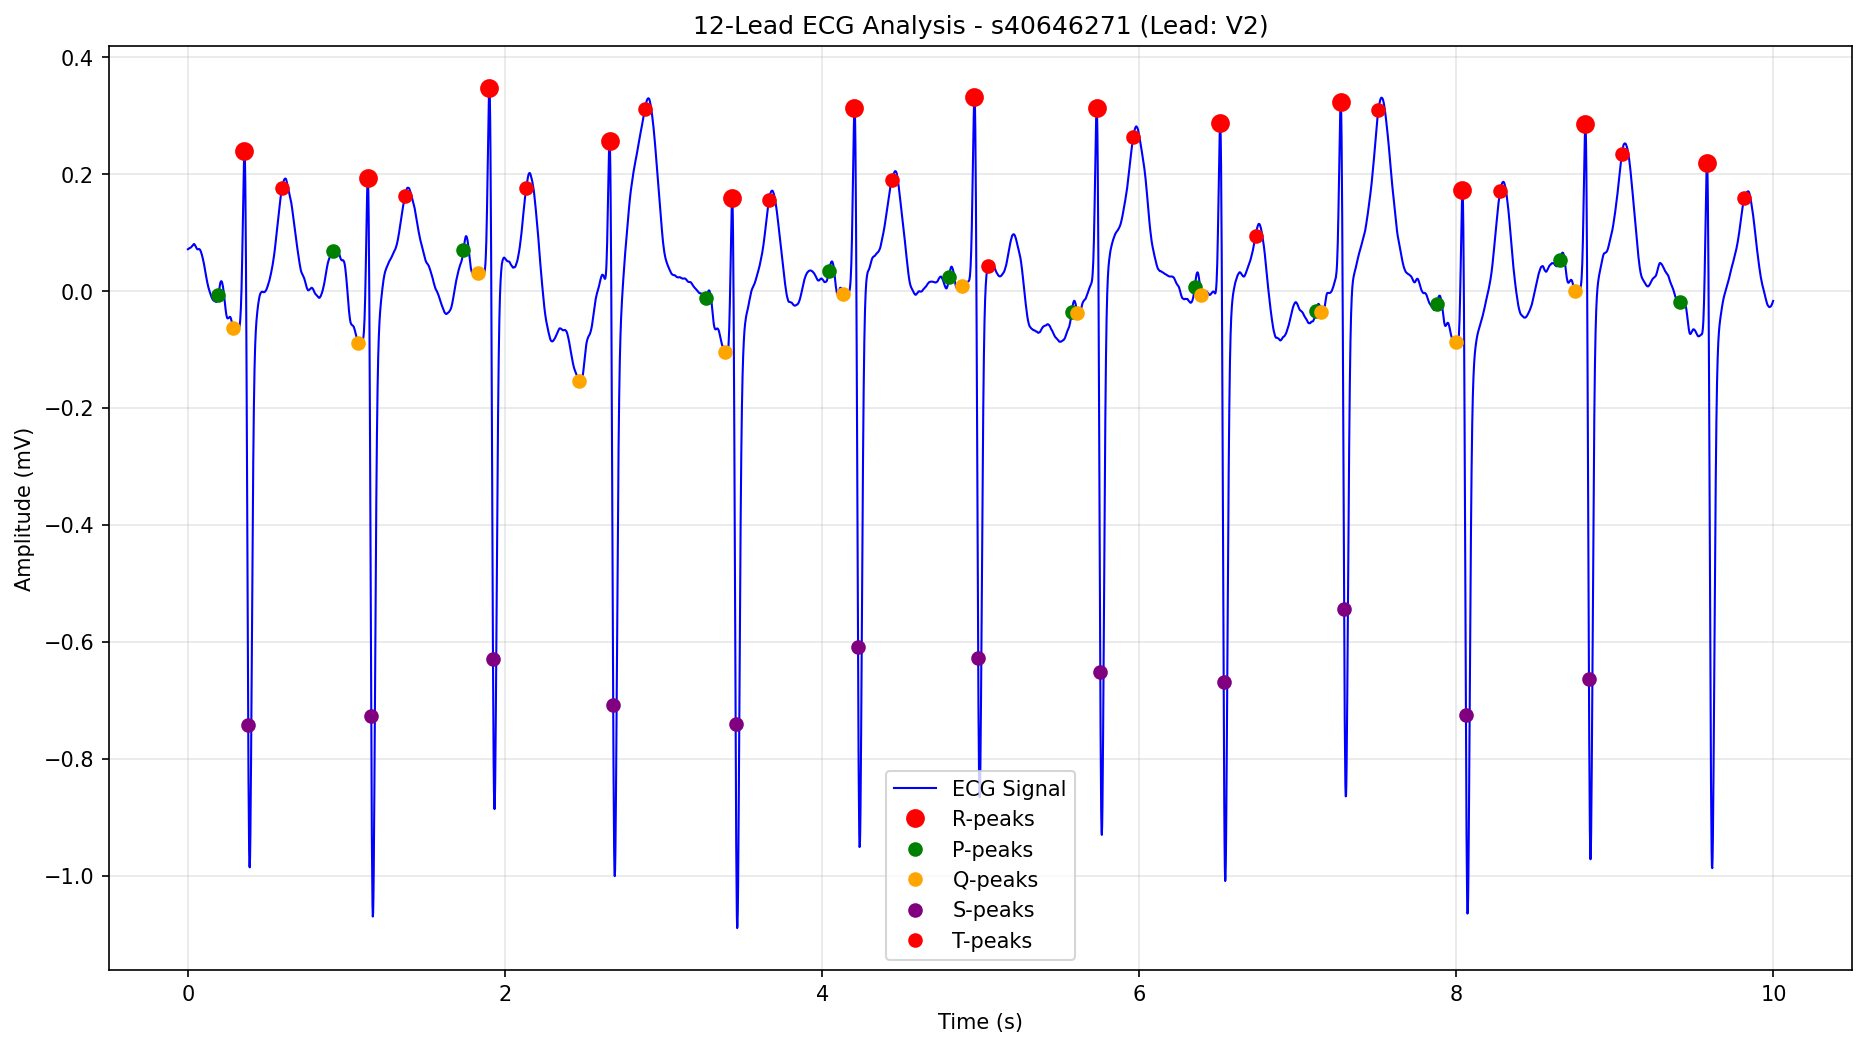 12-Lead ECG Analysis - s40646271 (Lead: V2)
0.4
0.2
0.0
−0.2
−0.4
−0.6
−0.8
−1.0
Amplitude (mV)
ECG Signal
R-peaks
P-peaks
Q-peaks
S-peaks
T-peaks
0 2 4 6 8 10
Time (s)